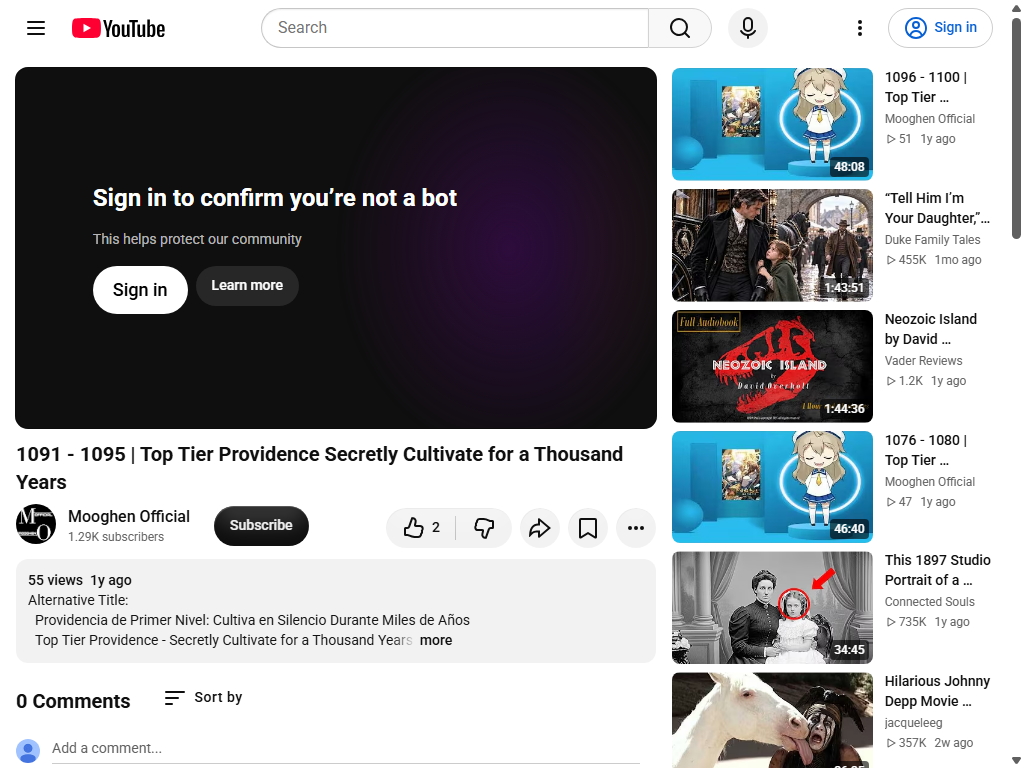 YouTube
Search
Sign in
Sign in to confirm you’re not a bot
This helps protect our community
Sign in
Learn more
1091 - 1095 | Top Tier Providence Secretly Cultivate for a Thousand
Years
Mooghen Official
1.29K subscribers
Subscribe
2
55 views 1y ago
Alternative Title:
Providencia de Primer Nivel: Cultiva en Silencio Durante Miles de Años
Top Tier Providence - Secretly Cultivate for a Thousand Years
more
0 Comments
Sort by
Add a comment...
48:08
1096 - 1100 |
Top Tier ...
Mooghen Official
51 1y ago
1:43:51
“Tell Him I’m
Your Daughter,”...
Duke Family Tales
455K 1mo ago
Full Audiobook
NEOZOIC ISLAND
by
David Overholt
1:44:36
Neozoic Island
by David ...
Vader Reviews
1.2K 1y ago
46:40
1076 - 1080 |
Top Tier ...
Mooghen Official
47 1y ago
34:45
This 1897 Studio
Portrait of a ...
Connected Souls
735K 1y ago
Hilarious Johnny
Depp Movie ...
jacqueleeg
357K 2w ago